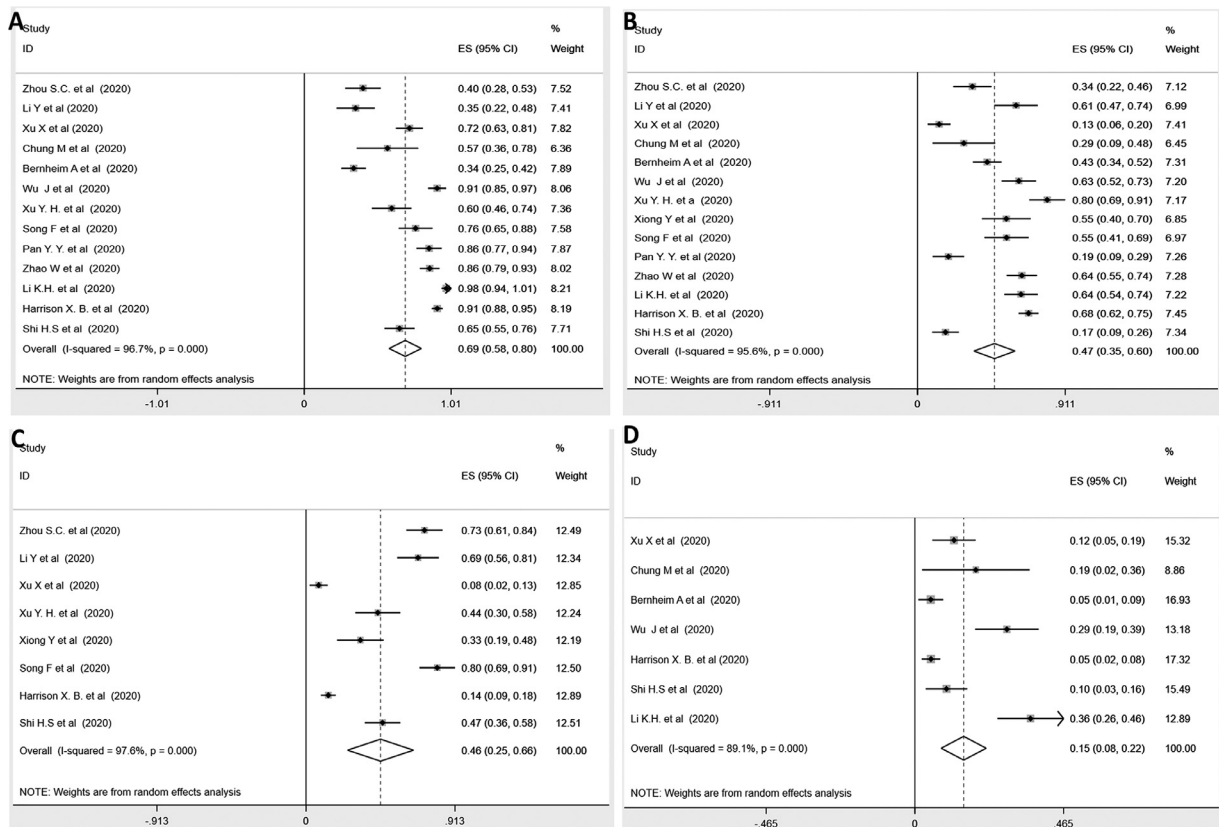 A
Study %
ID ES (95% CI) Weight
Zhou S.C. et al (2020) 0.40 (0.28, 0.53) 7.52
Li Y et al (2020) 0.35 (0.22, 0.48) 7.41
Xu X et al (2020) 0.72 (0.63, 0.81) 7.82
Chung M et al (2020) 0.57 (0.36, 0.78) 6.36
Bernheim A et al (2020) 0.34 (0.25, 0.42) 7.89
Wu J et al (2020) 0.91 (0.85, 0.97) 8.06
Xu Y. H. et al (2020) 0.60 (0.46, 0.74) 7.36
Song F et al (2020) 0.76 (0.65, 0.88) 7.58
Pan Y. Y. et al (2020) 0.86 (0.77, 0.94) 7.87
Zhao W et al (2020) 0.86 (0.79, 0.93) 8.02
Li K.H. et al (2020) 0.98 (0.94, 1.01) 8.21
Harrison X. B. et al (2020) 0.91 (0.88, 0.95) 8.19
Shi H.S et al (2020) 0.65 (0.55, 0.76) 7.71
Overall (I-squared = 96.7%, p = 0.000) 0.69 (0.58, 0.80) 100.00
NOTE: Weights are from random effects analysis
-1.01 0 1.01
B
Study %
ID ES (95% CI) Weight
Zhou S.C. et al (2020) 0.34 (0.22, 0.46) 7.12
Li Y et al (2020) 0.61 (0.47, 0.74) 6.99
Xu X et al (2020) 0.13 (0.06, 0.20) 7.41
Chung M et al (2020) 0.29 (0.09, 0.48) 6.45
Bernheim A et al (2020) 0.43 (0.34, 0.52) 7.31
Wu J et al (2020) 0.63 (0.52, 0.73) 7.20
Xu Y. H. et a (2020) 0.80 (0.69, 0.91) 7.17
Xiong Y et al (2020) 0.55 (0.40, 0.70) 6.85
Song F et al (2020) 0.55 (0.41, 0.69) 6.97
Pan Y. Y. et al (2020) 0.19 (0.09, 0.29) 7.26
Zhao W et al (2020) 0.64 (0.55, 0.74) 7.28
Li K.H. et al (2020) 0.64 (0.54, 0.74) 7.22
Harrison X. B. et al (2020) 0.68 (0.62, 0.75) 7.45
Shi H.S et al (2020) 0.17 (0.09, 0.26) 7.34
Overall (I-squared = 95.6%, p = 0.000) 0.47 (0.35, 0.60) 100.00
NOTE: Weights are from random effects analysis
-.911 0 .911
C
Study %
ID ES (95% CI) Weight
Zhou S.C. et al (2020) 0.73 (0.61, 0.84) 12.49
Li Y et al (2020) 0.69 (0.56, 0.81) 12.34
Xu X et al (2020) 0.08 (0.02, 0.13) 12.85
Xu Y. H. et al (2020) 0.44 (0.30, 0.58) 12.24
Xiong Y et al (2020) 0.33 (0.19, 0.48) 12.19
Song F et al (2020) 0.80 (0.69, 0.91) 12.50
Harrison X. B. et al (2020) 0.14 (0.09, 0.18) 12.89
Shi H.S et al (2020) 0.47 (0.36, 0.58) 12.51
Overall (I-squared = 97.6%, p = 0.000) 0.46 (0.25, 0.66) 100.00
NOTE: Weights are from random effects analysis
-.913 0 .913
D
Study %
ID ES (95% CI) Weight
Xu X et al (2020) 0.12 (0.05, 0.19) 15.32
Chung M et al (2020) 0.19 (0.02, 0.36) 8.86
Bernheim A et al (2020) 0.05 (0.01, 0.09) 16.93
Wu J et al (2020) 0.29 (0.19, 0.39) 13.18
Harrison X. B. et al (2020) 0.05 (0.02, 0.08) 17.32
Shi H.S et al (2020) 0.10 (0.03, 0.16) 15.49
Li K.H. et al (2020) 0.36 (0.26, 0.46) 12.89
Overall (I-squared = 89.1%, p = 0.000) 0.15 (0.08, 0.22) 100.00
NOTE: Weights are from random effects analysis
-.465 0 .465